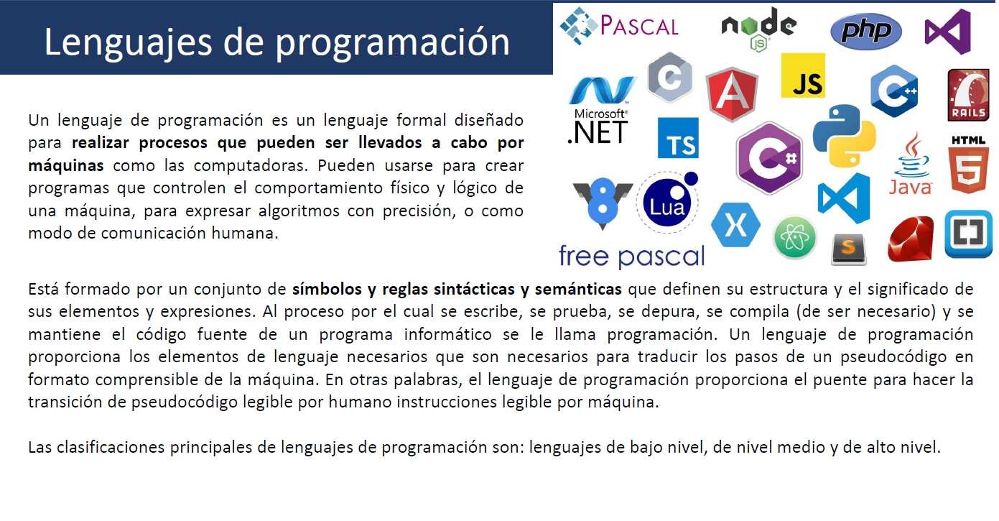 Lenguajes de programación
PASCAL
node
JS
php
C
A
JS
C++
RAILS
Microsoft®
.NET
TS
C#
Java™
HTML
5
8
Lua
X
S
free pascal
Un lenguaje de programación es un lenguaje formal diseñado
para realizar procesos que pueden ser llevados a cabo por
máquinas como las computadoras. Pueden usarse para crear
programas que controlen el comportamiento físico y lógico de
una máquina, para expresar algoritmos con precisión, o como
modo de comunicación humana.
Está formado por un conjunto de símbolos y reglas sintácticas y semánticas que definen su estructura y el significado de
sus elementos y expresiones. Al proceso por el cual se escribe, se prueba, se depura, se compila (de ser necesario) y se
mantiene el código fuente de un programa informático se le llama programación. Un lenguaje de programación
proporciona los elementos de lenguaje necesarios que son necesarios para traducir los pasos de un pseudocódigo en
formato comprensible de la máquina. En otras palabras, el lenguaje de programación proporciona el puente para hacer la
transición de pseudocódigo legible por humano instrucciones legible por máquina.
Las clasificaciones principales de lenguajes de programación son: lenguajes de bajo nivel, de nivel medio y de alto nivel.